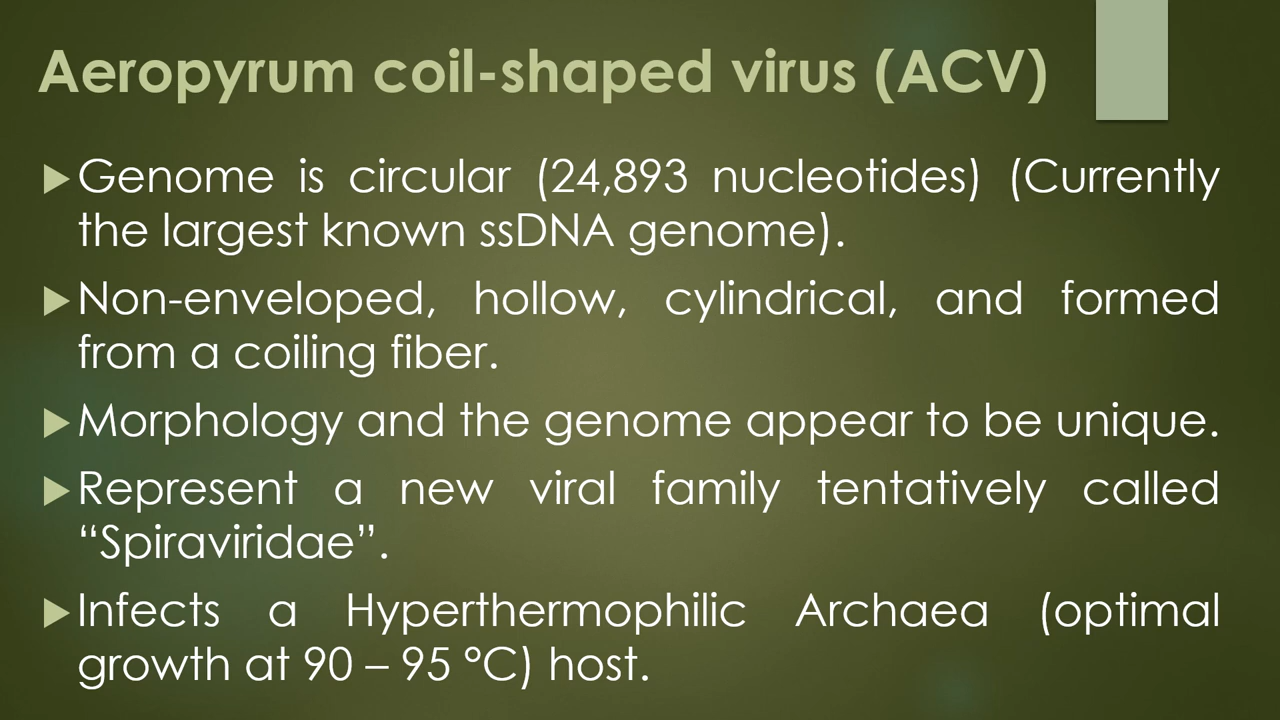 Aeropyrum coil-shaped virus (ACV)
Genome is circular (24,893 nucleotides) (Currently
the largest known ssDNA genome).
Non-enveloped, hollow, cylindrical, and formed
from a coiling fiber.
Morphology and the genome appear to be unique.
Represent a new viral family tentatively called
“Spiraviridae”.
Infects a Hyperthermophilic Archaea (optimal
growth at 90 – 95 °C) host.